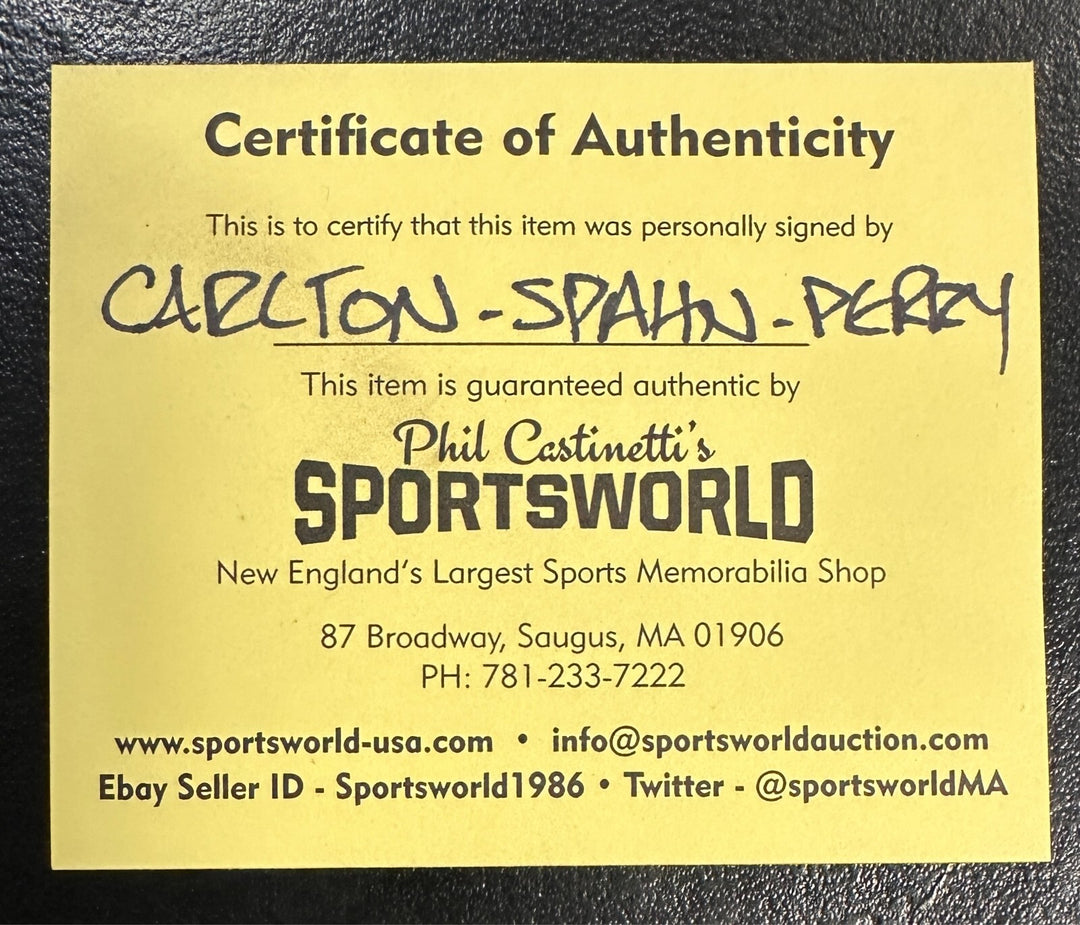 Certificate of Authenticity
This is to certify that this item was personally signed by
CARLTON - SPAHN - PERRY
This item is guaranteed authentic by
Phil Castinetti's
SPORTSWORLD
New England's Largest Sports Memorabilia Shop
87 Broadway, Saugus, MA 01906
PH: 781-233-7222
www.sportsworld-usa.com • info@sportsworldauction.com
Ebay Seller ID - Sportsworld1986 • Twitter - @sportsworldMA